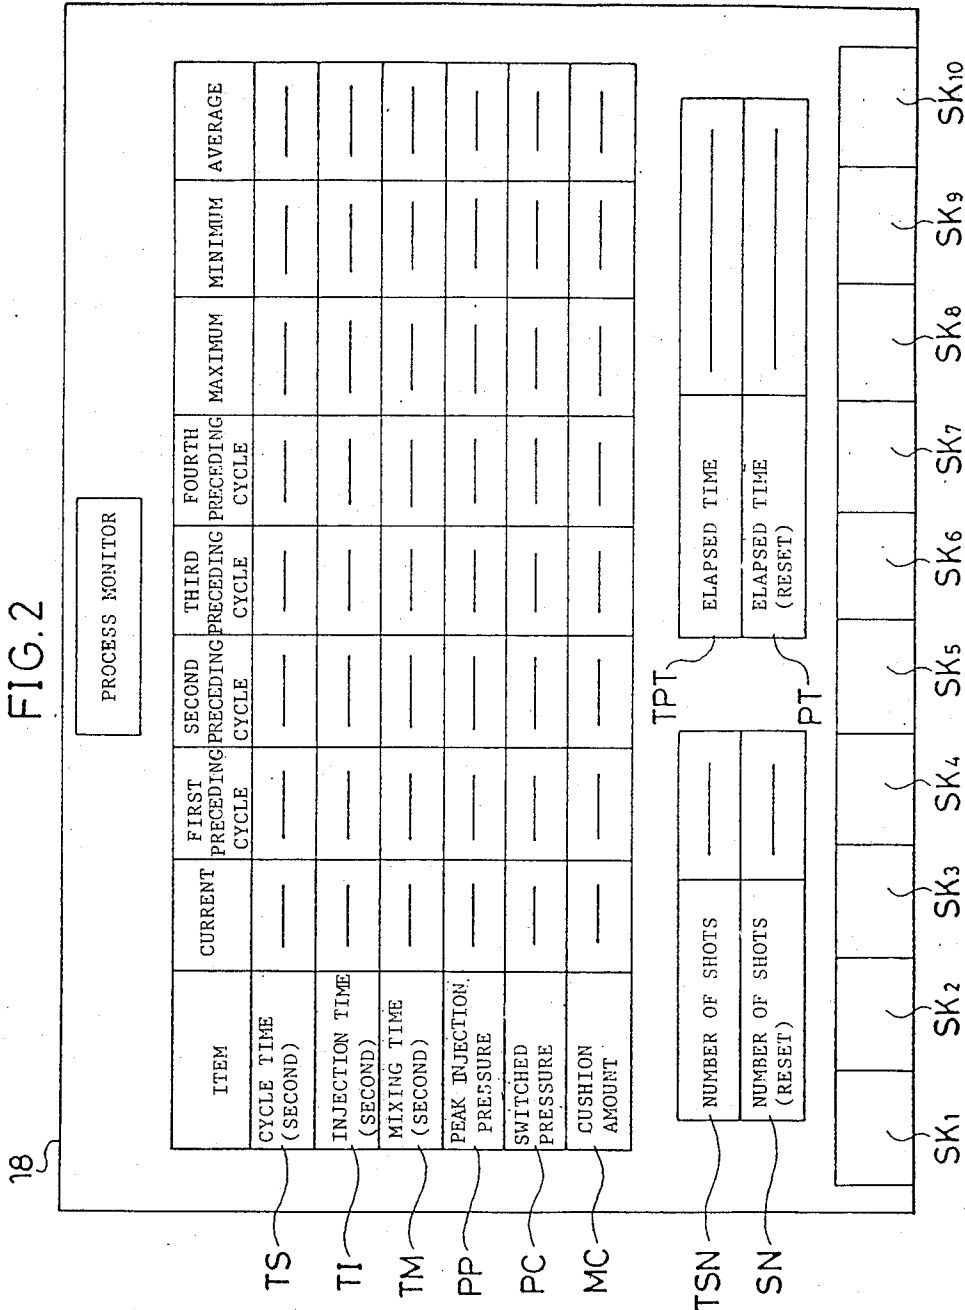 FIG. 2
18
PROCESS MONITOR
ITEM
CURRENT
FIRST
PRECEDING
CYCLE
SECOND
PRECEDING
CYCLE
THIRD
PRECEDING
CYCLE
FOURTH
PRECEDING
CYCLE
MAXIMUM
MINIMUM
AVERAGE
TS
CYCLE TIME
(SECOND)
TI
INJECTION TIME
(SECOND)
TM
MIXING TIME
(SECOND)
PP
PEAK INJECTION
PRESSURE
PC
SWITCHED
PRESSURE
MC
CUSHION
AMOUNT
TSN
NUMBER OF SHOTS
SN
NUMBER OF SHOTS
(RESET)
TPT
ELAPSED TIME
PT
ELAPSED TIME
(RESET)
SK1
SK2
SK3
SK4
SK5
SK6
SK7
SK8
SK9
SK10